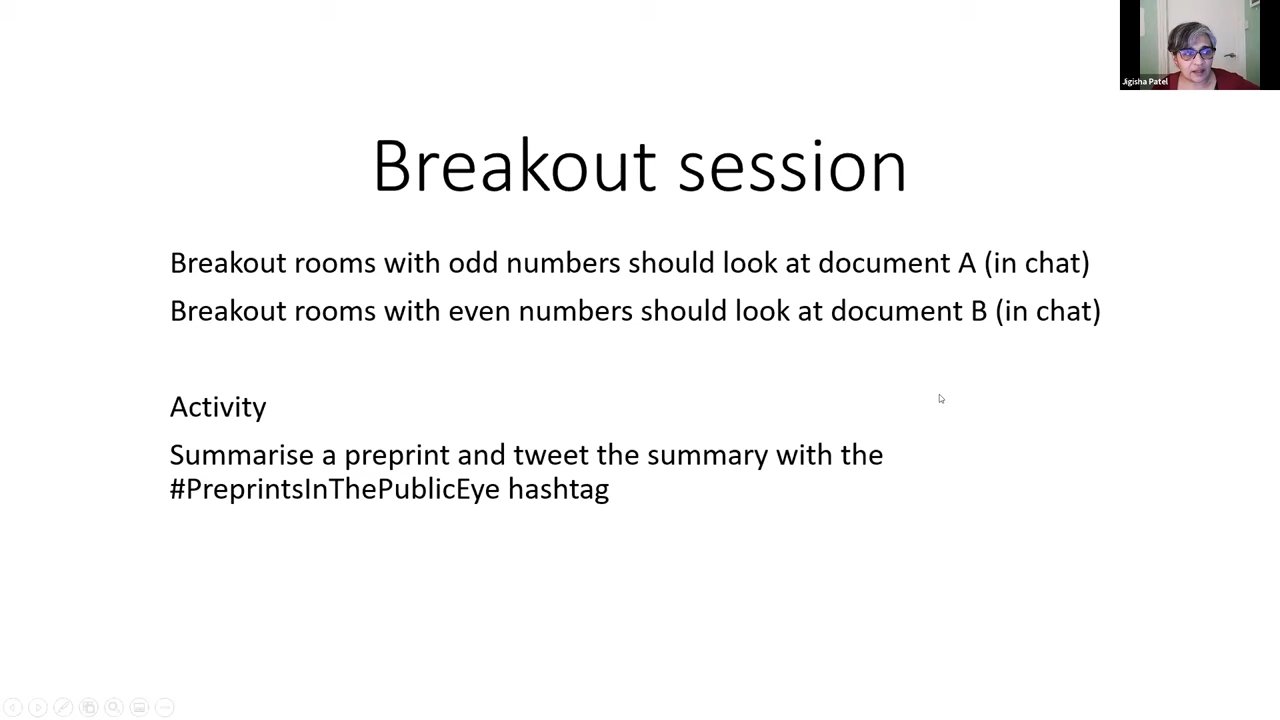 Jigisha Patel
Breakout session
Breakout rooms with odd numbers should look at document A (in chat)
Breakout rooms with even numbers should look at document B (in chat)
Activity
Summarise a preprint and tweet the summary with the
#PreprintsInThePublicEye hashtag